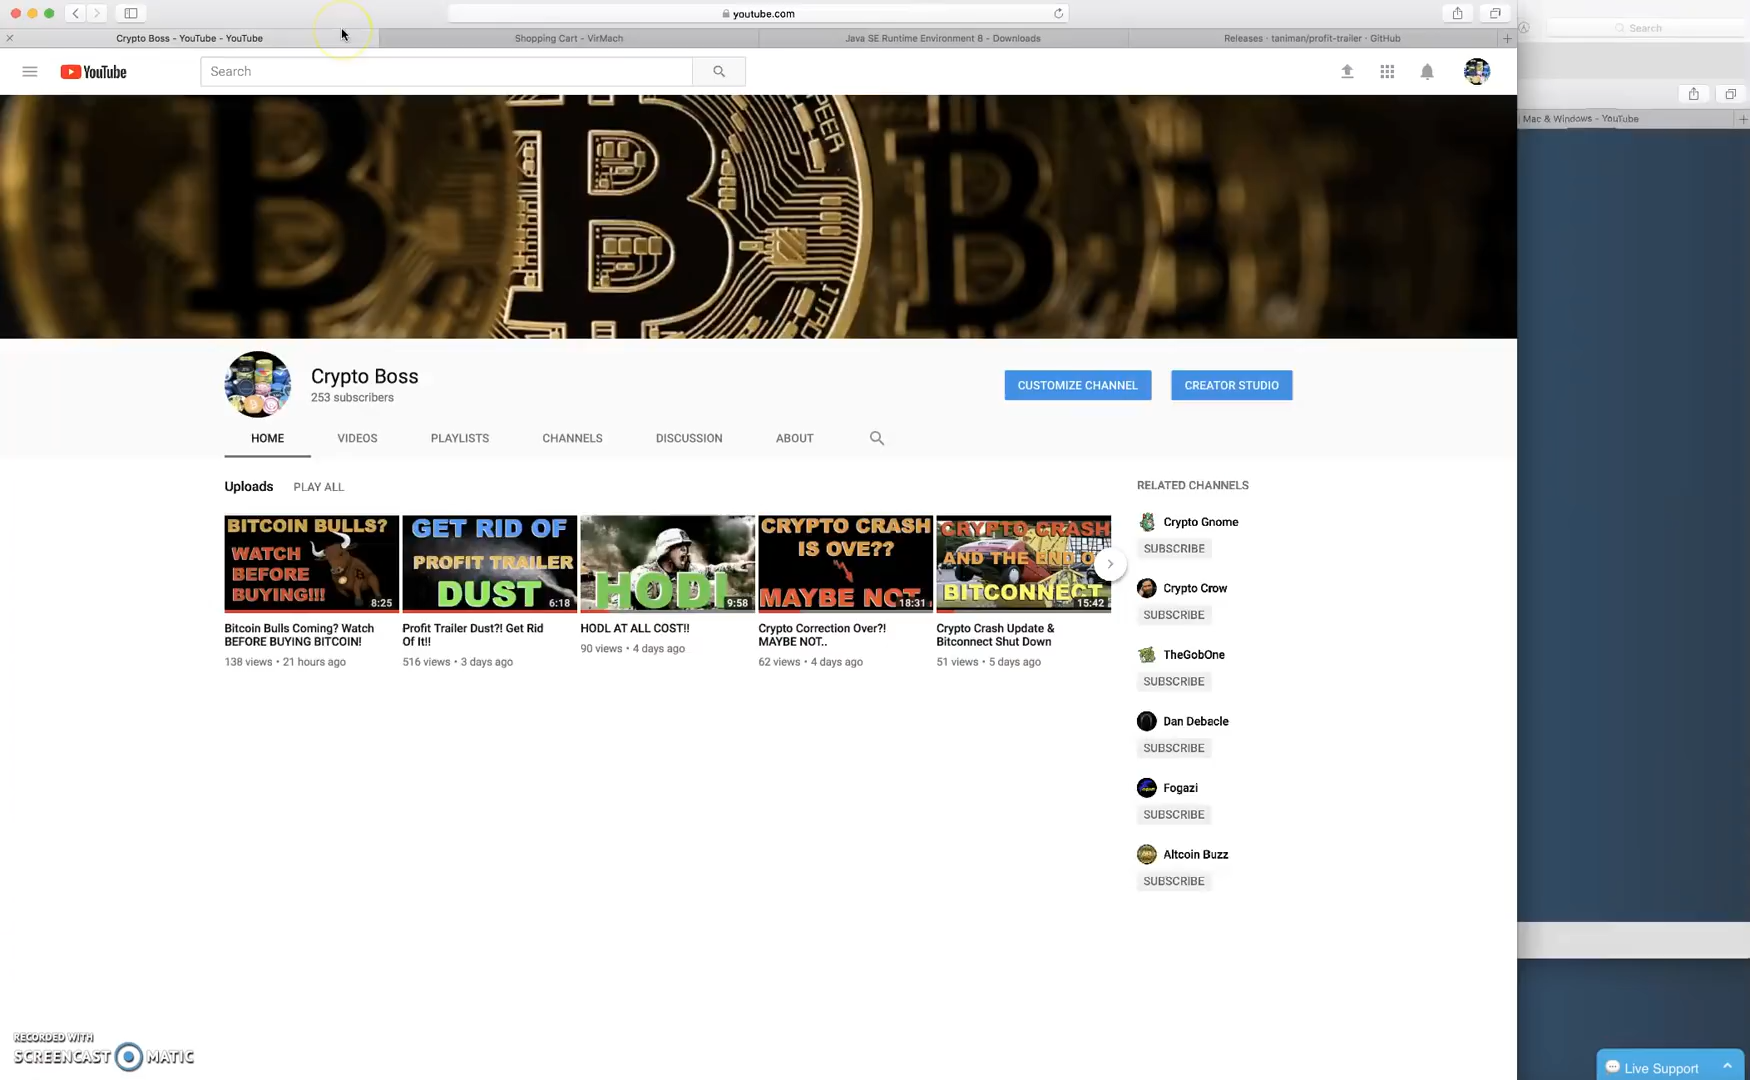 youtube.com
Search
Crypto Boss - YouTube - YouTube
Shopping Cart - VirMach
Java SE Runtime Environment 8 - Downloads
Releases · taniman/profit-trailer · GitHub
Mac & Windows - YouTube
YouTube
Search
Crypto Boss
253 subscribers
CUSTOMIZE CHANNEL
CREATOR STUDIO
HOME
VIDEOS
PLAYLISTS
CHANNELS
DISCUSSION
ABOUT
Uploads
PLAY ALL
BITCOIN BULLS?
WATCH
BEFORE
BUYING!!!
8:25
Bitcoin Bulls Coming? Watch
BEFORE BUYING BITCOIN!
138 views • 21 hours ago
GET RID OF
PROFIT TRAILER
DUST
6:18
Profit Trailer Dust?! Get Rid
Of It!!
516 views • 3 days ago
HODL
9:58
HODL AT ALL COST!!
90 views • 4 days ago
CRYPTO CRASH
IS OVE??
MAYBE NOT..
18:31
Crypto Correction Over?!
MAYBE NOT..
62 views • 4 days ago
CRYPTO CRASH
AND THE END OF
BITCONNECT
15:42
Crypto Crash Update &
Bitconnect Shut Down
51 views • 5 days ago
RELATED CHANNELS
Crypto Gnome
SUBSCRIBE
Crypto Crow
SUBSCRIBE
TheGobOne
SUBSCRIBE
Dan Debacle
SUBSCRIBE
Fogazi
SUBSCRIBE
Altcoin Buzz
SUBSCRIBE
RECORDED WITH
SCREENCAST MATIC
Live Support